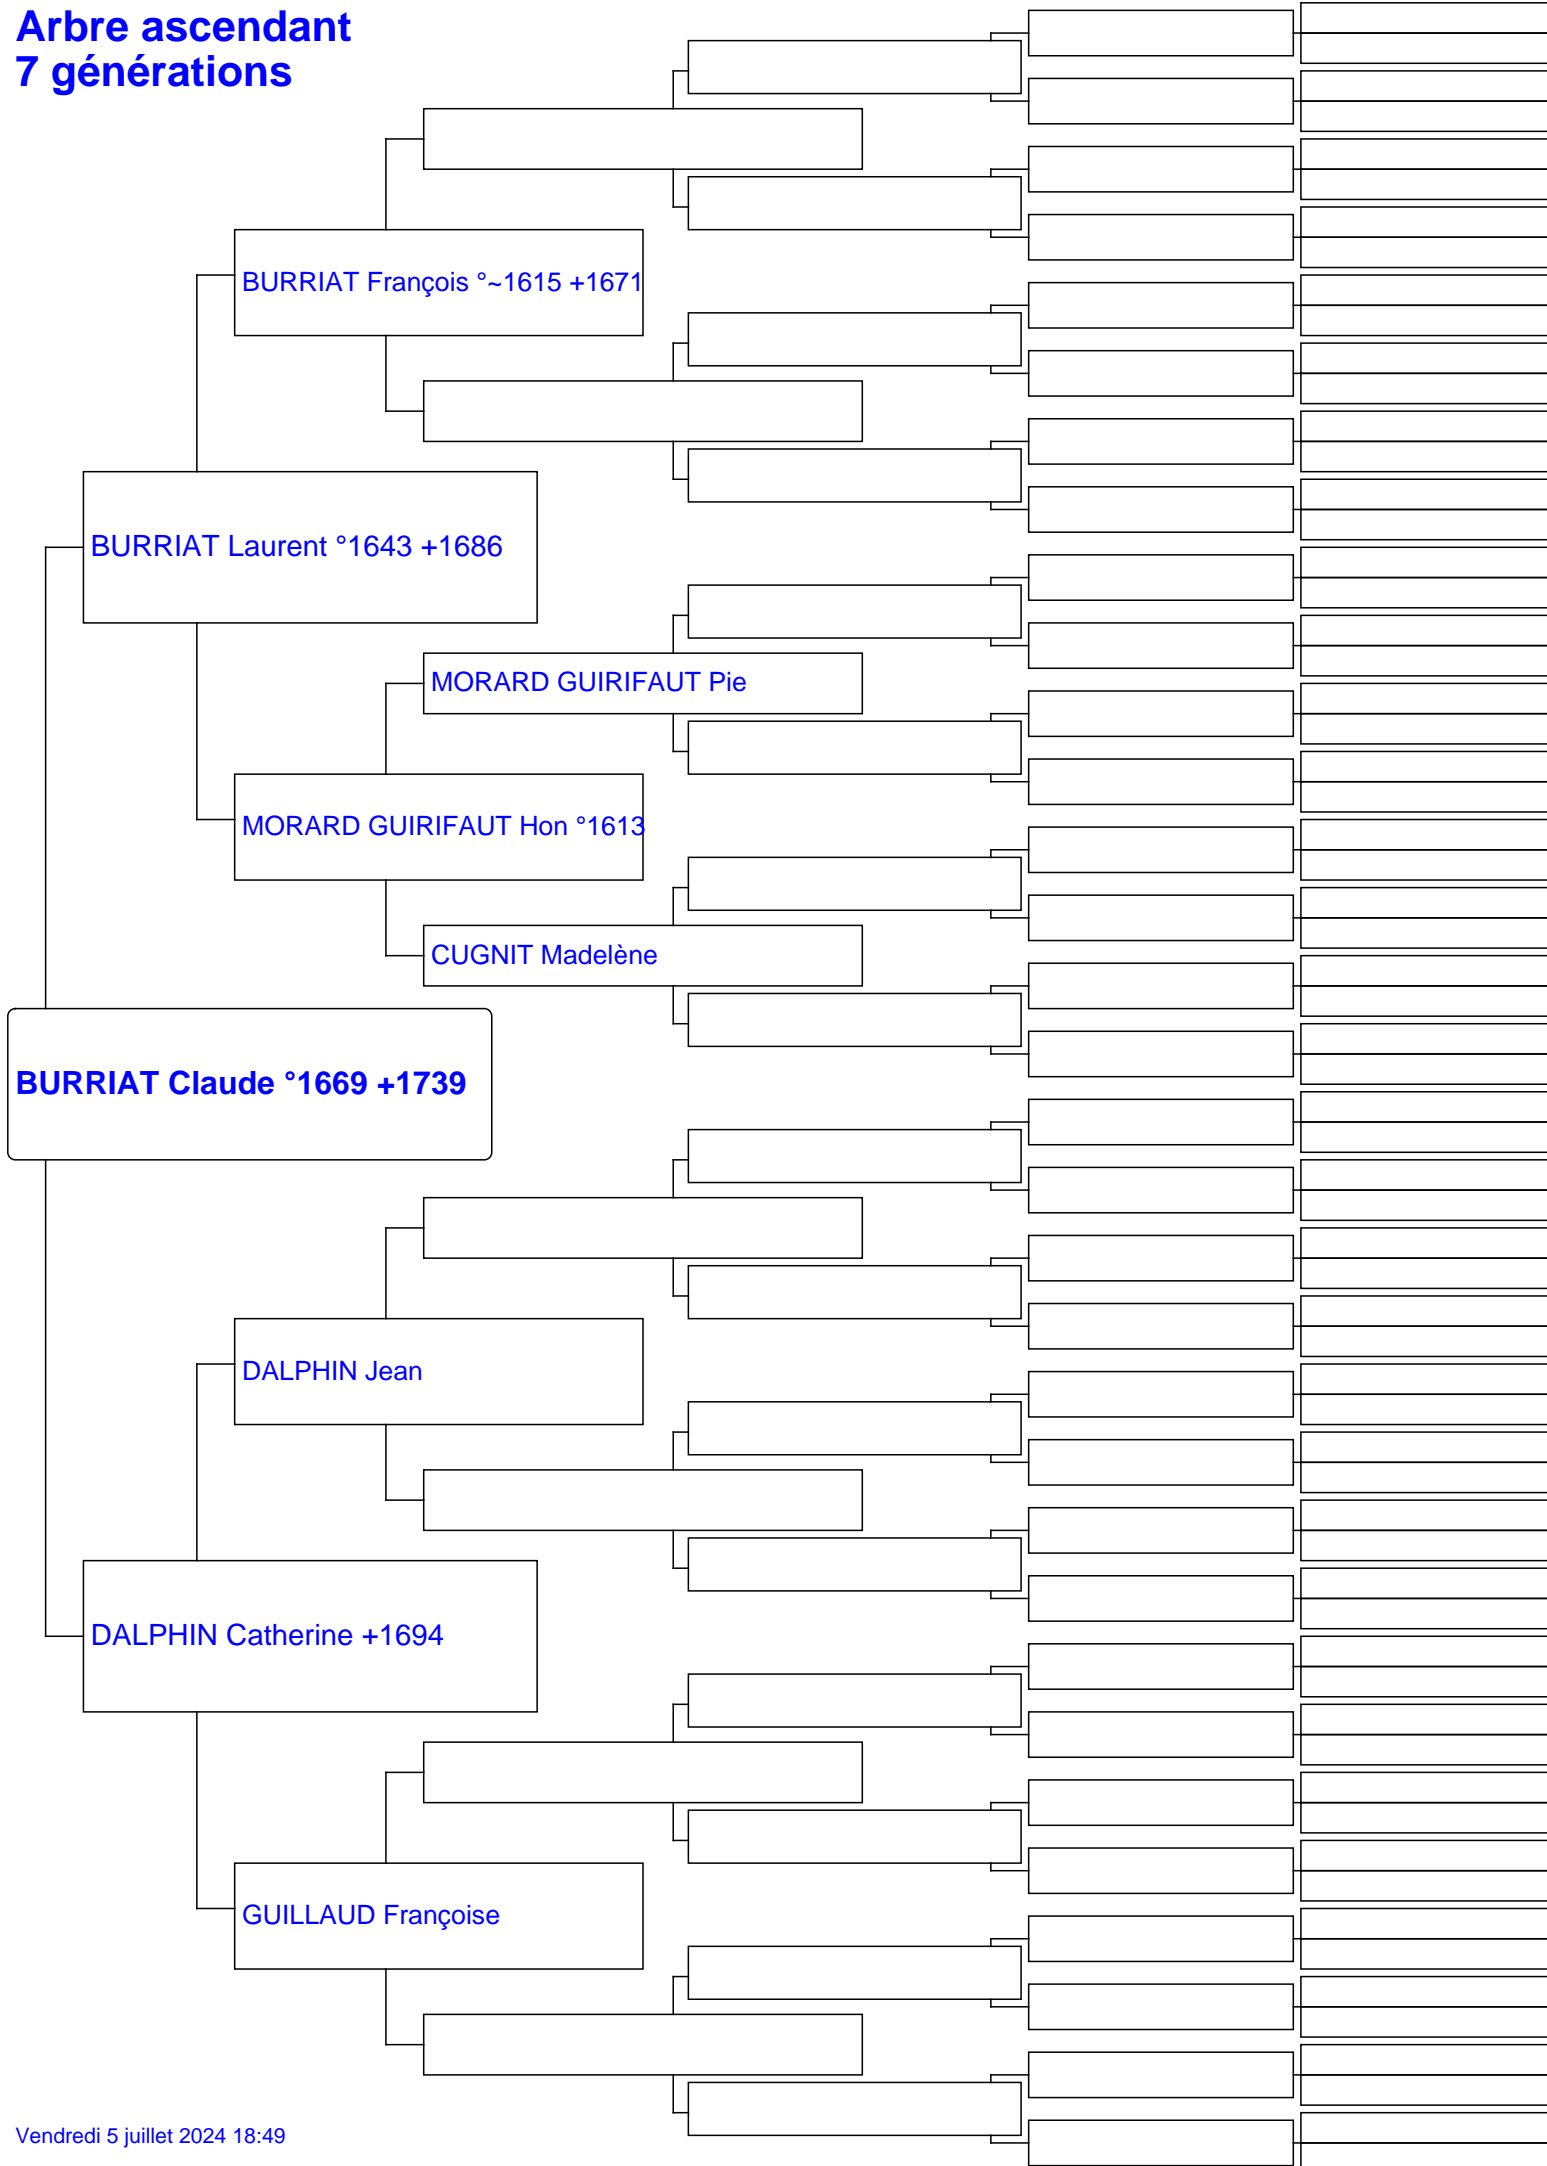 Arbre ascendant
7 générations
BURRIAT François °~1615 +1671
BURRIAT Laurent °1643 +1686
MORARD GUIRIFAUT Pie
MORARD GUIRIFAUT Hon °1613
CUGNIT Madelène
BURRIAT Claude °1669 +1739
DALPHIN Jean
DALPHIN Catherine +1694
GUILLAUD Françoise
Vendredi 5 juillet 2024 18:49